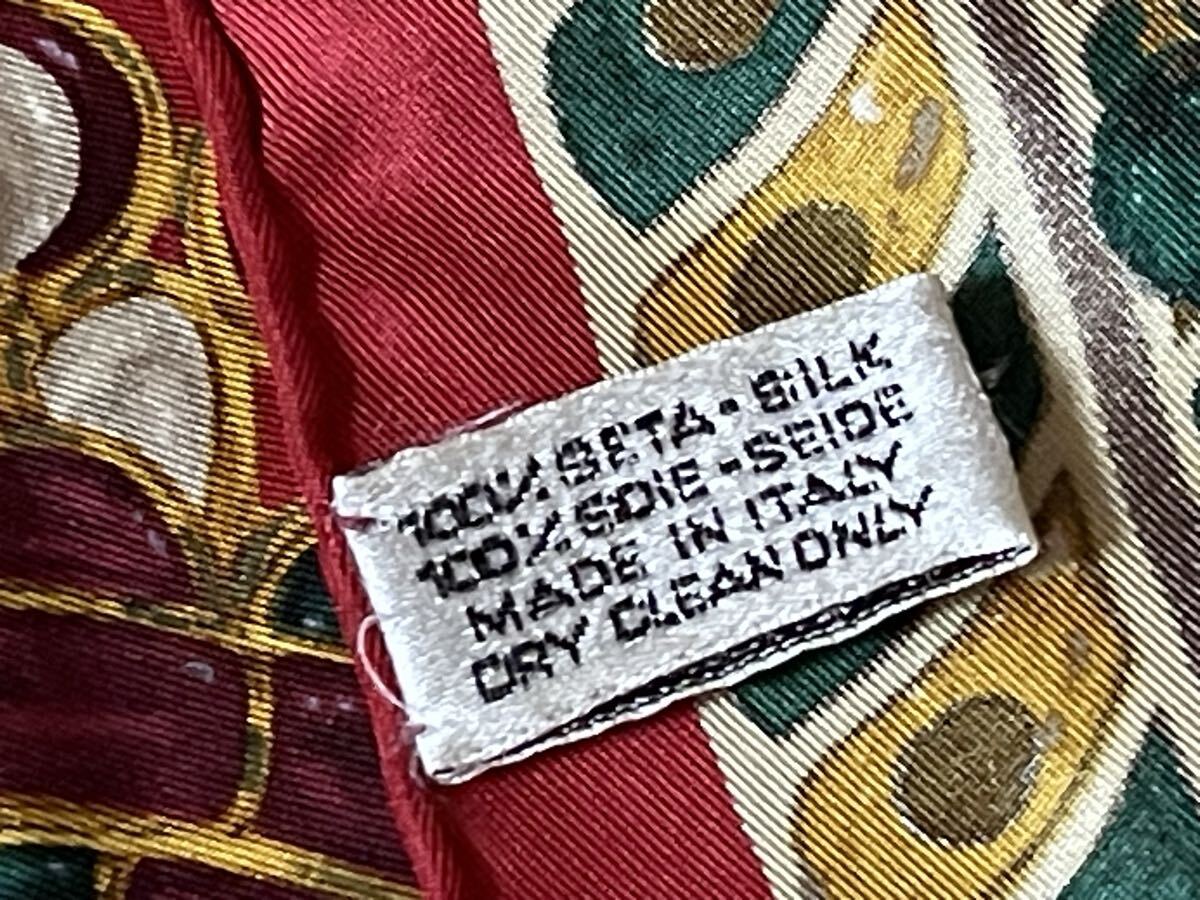 100% SETA - SILK
100% SOIE - SEIDE
MADE IN ITALY
DRY CLEAN ONLY